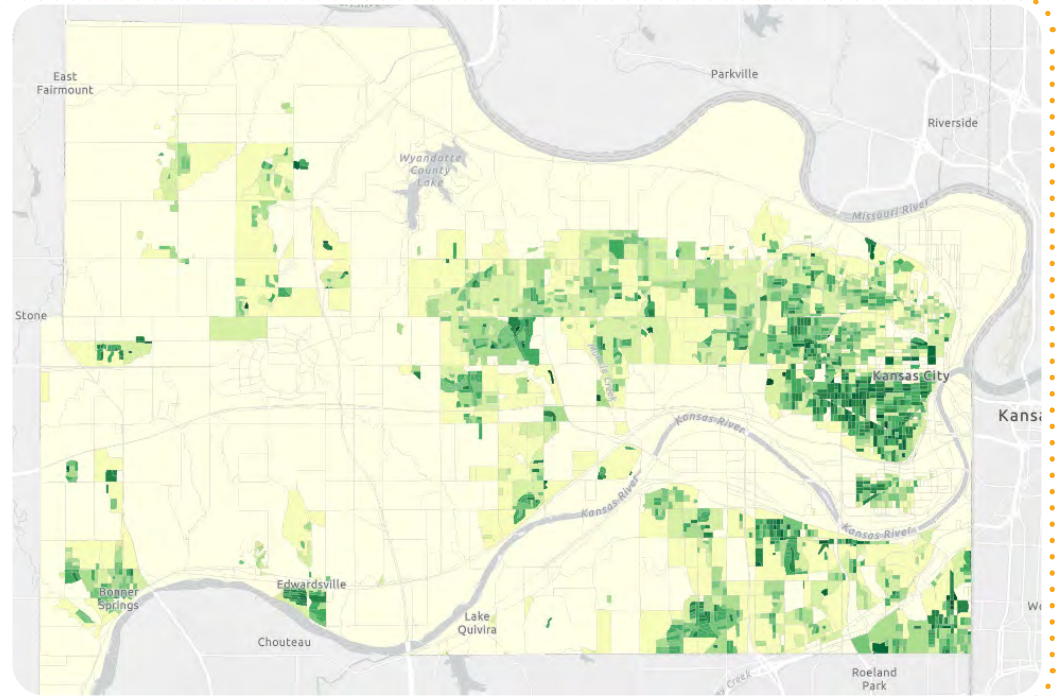 East
Fairmount
Parkville
Riverside
Wyandotte
County
Lake
Missouri River
Stone
Kansas City
Kansa
Kansas River
Kansas River
Kansas River
Bonner
Springs
Edwardsville
Lake
Quivira
Chouteau
Roeland
Park
Creek